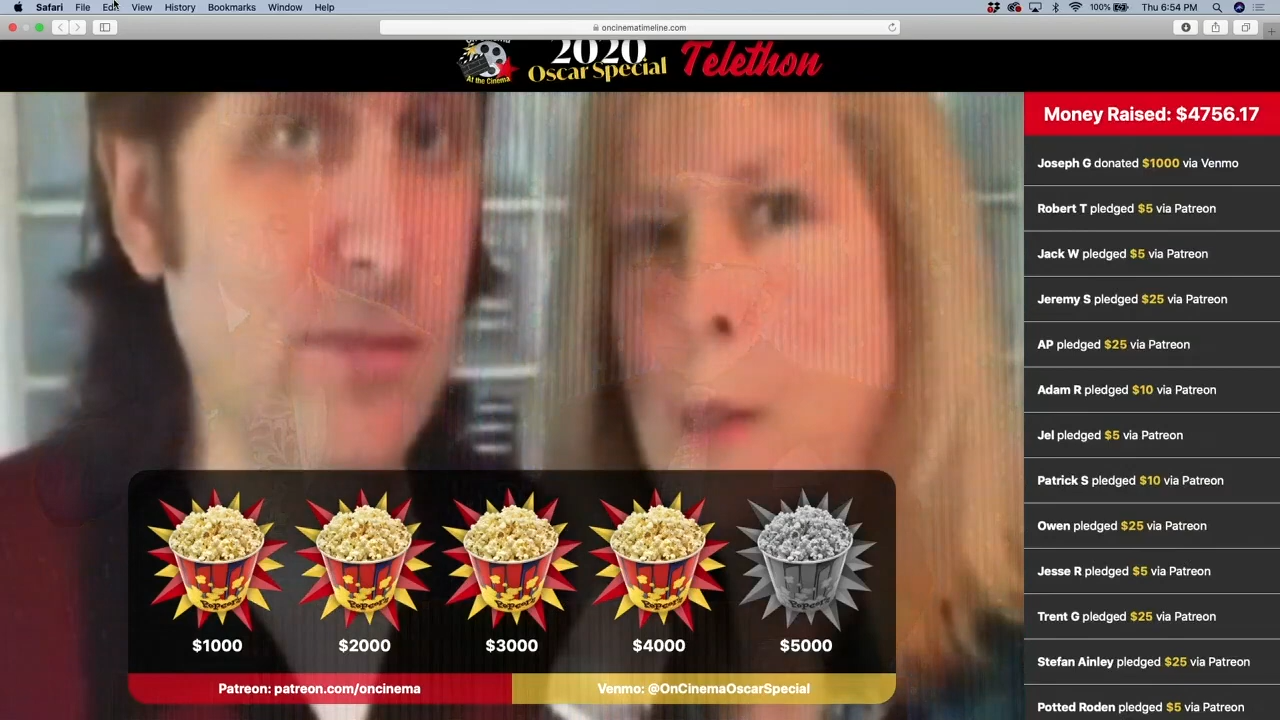 Safari File Edit View History Bookmarks Window Help 100% Thu 6:54 PM
oncinematimeline.com
At the Cinema
2020
Oscar Special
Telethon
Money Raised: $4756.17
Joseph G donated $1000 via Venmo
Robert T pledged $5 via Patreon
Jack W pledged $5 via Patreon
Jeremy S pledged $25 via Patreon
AP pledged $25 via Patreon
Adam R pledged $10 via Patreon
Jel pledged $5 via Patreon
Patrick S pledged $10 via Patreon
Owen pledged $25 via Patreon
Jesse R pledged $5 via Patreon
Trent G pledged $25 via Patreon
Stefan Ainley pledged $25 via Patreon
Potted Roden pledged $5 via Patreon
Popcorn Popcorn Popcorn Popcorn Popcorn
$1000 $2000 $3000 $4000 $5000
Patreon: patreon.com/oncinema
Venmo: @OnCinemaOscarSpecial